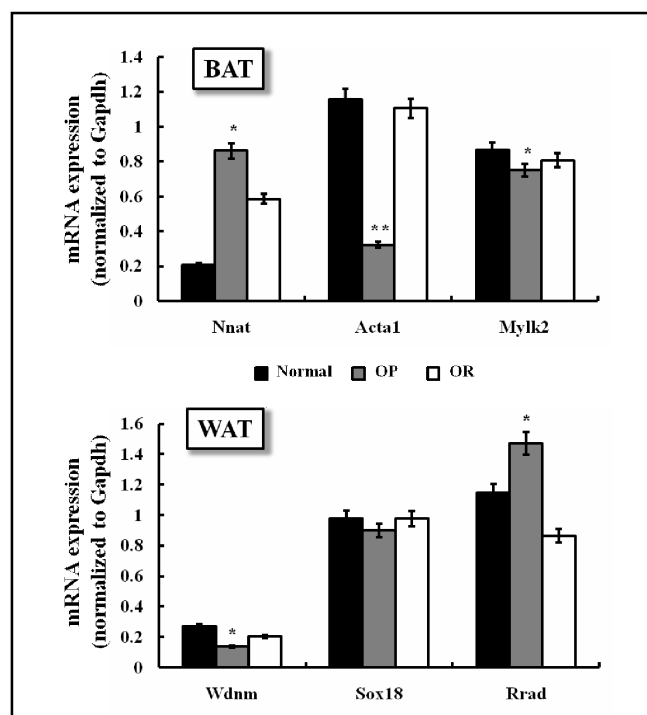 BAT
mRNA expression
(normalized to Gapdh)
1.4
1.2
1
0.8
0.6
0.4
0.2
0
*
**
*
Nnat Acta1 Mylk2
Normal OP OR
WAT
mRNA expression
(normalized to Gapdh)
1.6
1.4
1.2
1
0.8
0.6
0.4
0.2
0
*
*
Wdnm Sox18 Rrad